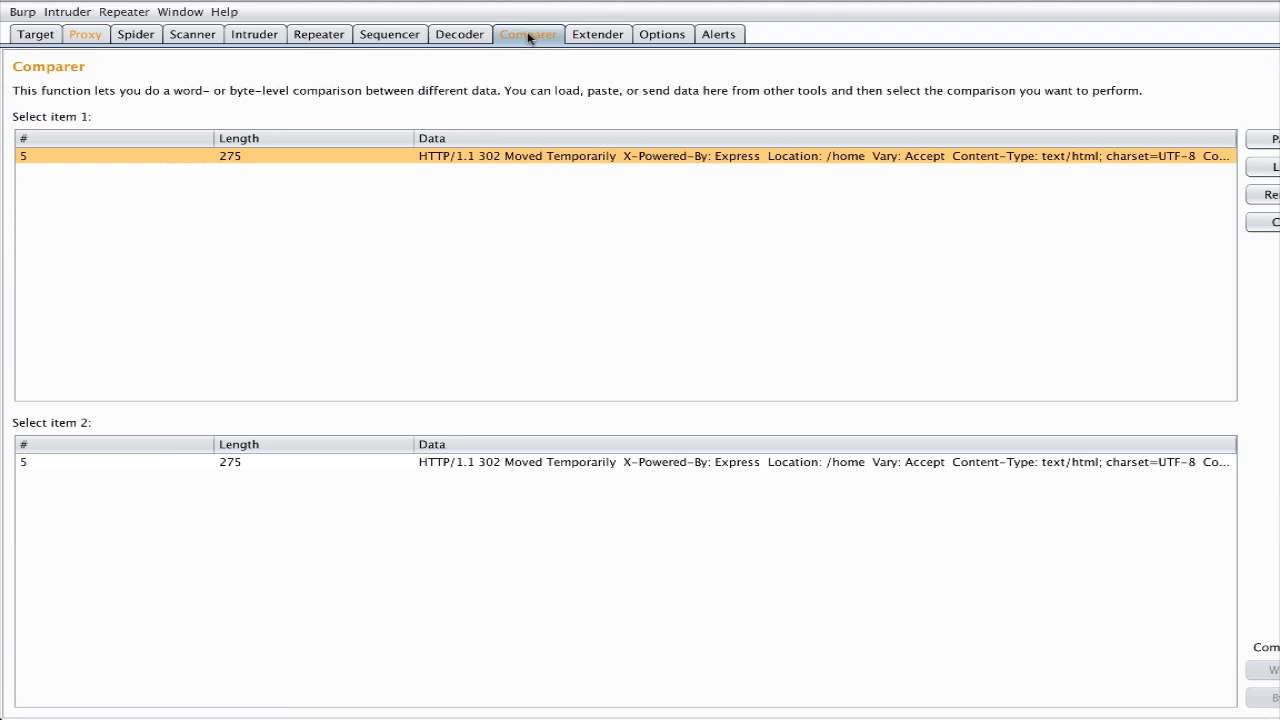 Burp Intruder Repeater Window Help
Target Proxy Spider Scanner Intruder Repeater Sequencer Decoder Comparer Extender Options Alerts
Comparer
This function lets you do a word- or byte-level comparison between different data. You can load, paste, or send data here from other tools and then select the comparison you want to perform.
Select item 1:
# Length Data
5 275 HTTP/1.1 302 Moved Temporarily X-Powered-By: Express Location: /home Vary: Accept Content-Type: text/html; charset=UTF-8 Co...
P
L
Re
C
Select item 2:
# Length Data
5 275 HTTP/1.1 302 Moved Temporarily X-Powered-By: Express Location: /home Vary: Accept Content-Type: text/html; charset=UTF-8 Co...
Com
W
B